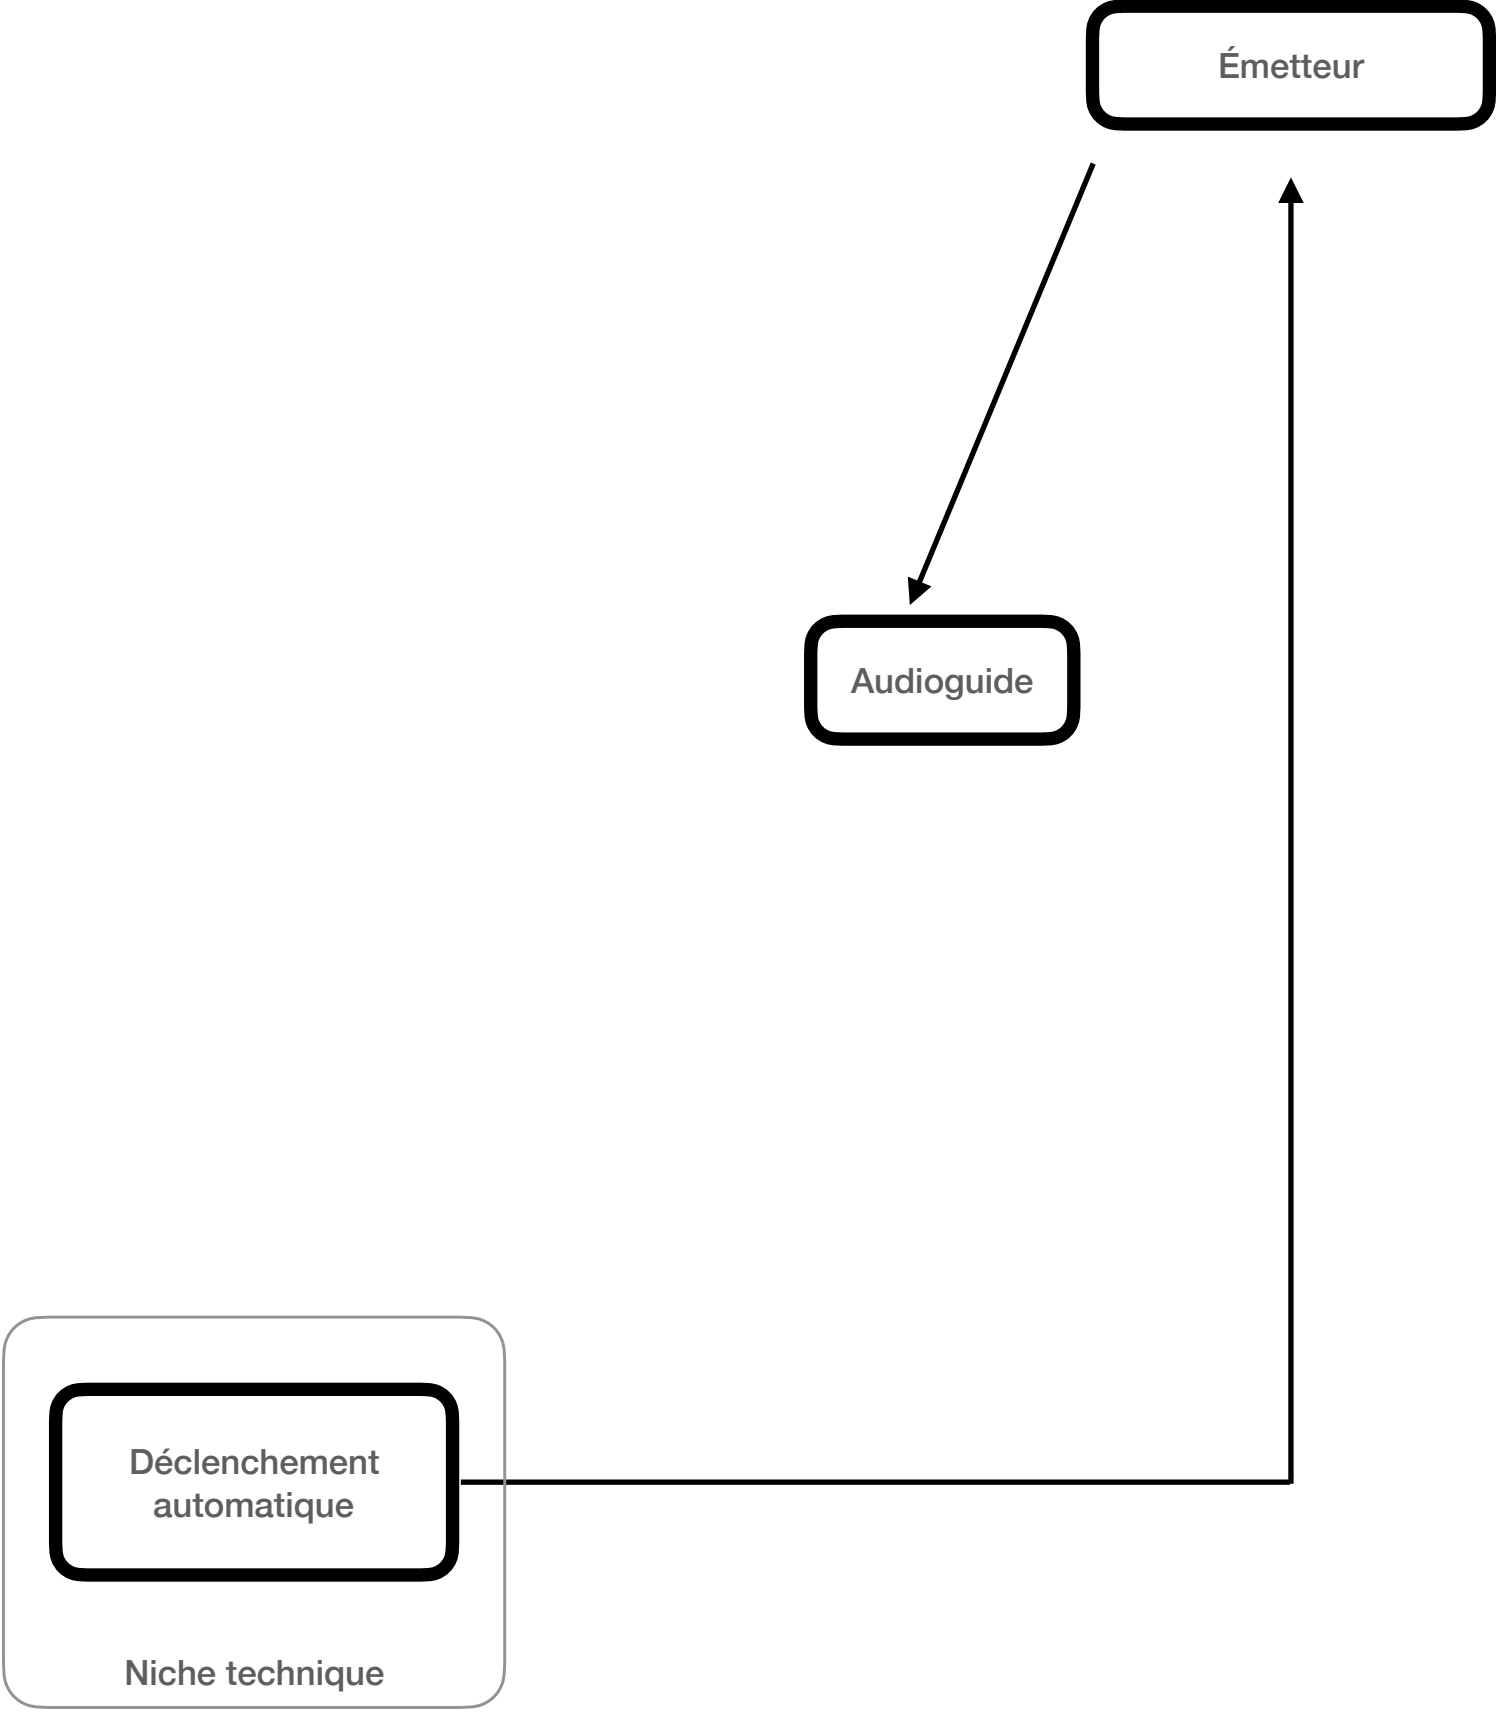 Émetteur
Audioguide
Déclenchement
automatique
Niche technique